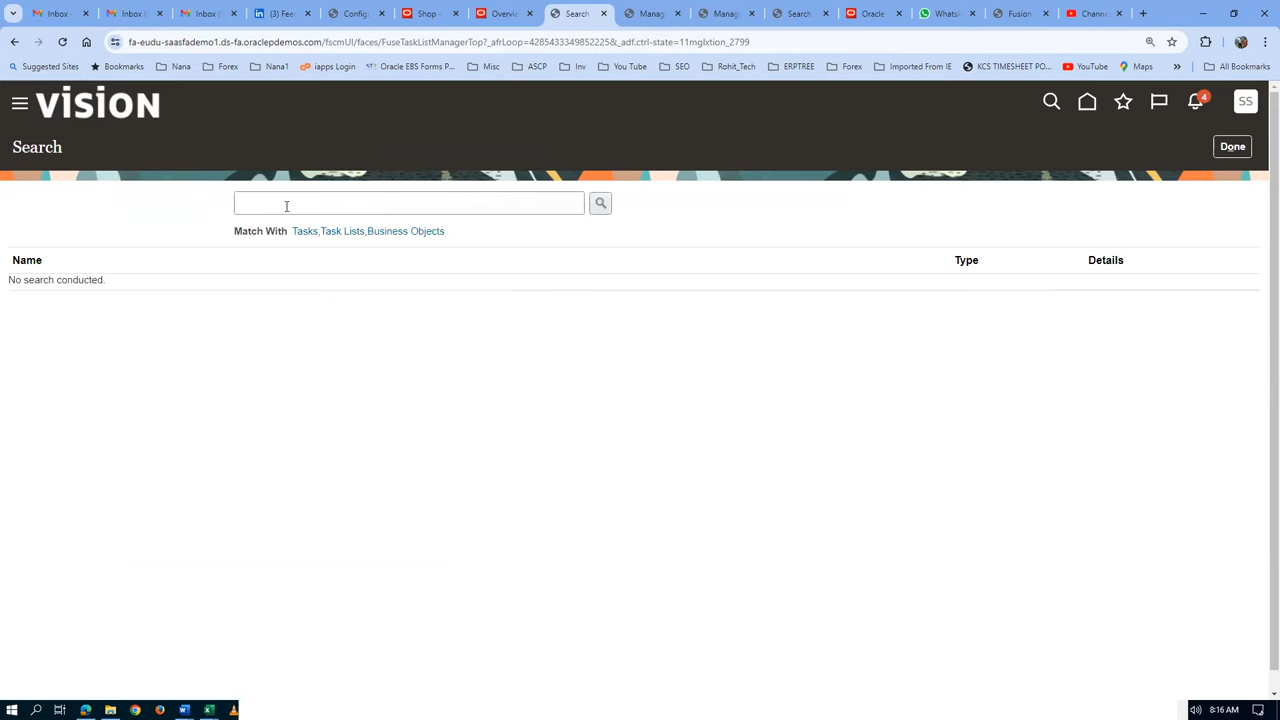 Inbox -
Inbox (
Inbox (
(3) Feed
Config
Shop -
Overvie
Search
Manag
Manag
Search
Oracle
WhatsA
Fusion
Channe
fa-eudu-saasfademo1.ds-fa.oraclepdemos.com/fscmUI/faces/FuseTaskListManagerTop?_afrLoop=4285433349852225&_adf.ctrl-state=11mglxtion_2799
Suggested Sites
Bookmarks
Nana
Forex
Nana1
iapps Login
Oracle EBS Forms P...
Misc
ASCP
Inv
You Tube
SEO
Rohit_Tech
ERPTREE
Forex
Imported From IE
KCS TIMESHEET PO...
YouTube
Maps
»
All Bookmarks
vision
4
SS
Search
Done
Match With Tasks,Task Lists,Business Objects
Name Type Details
No search conducted.
8:16 AM